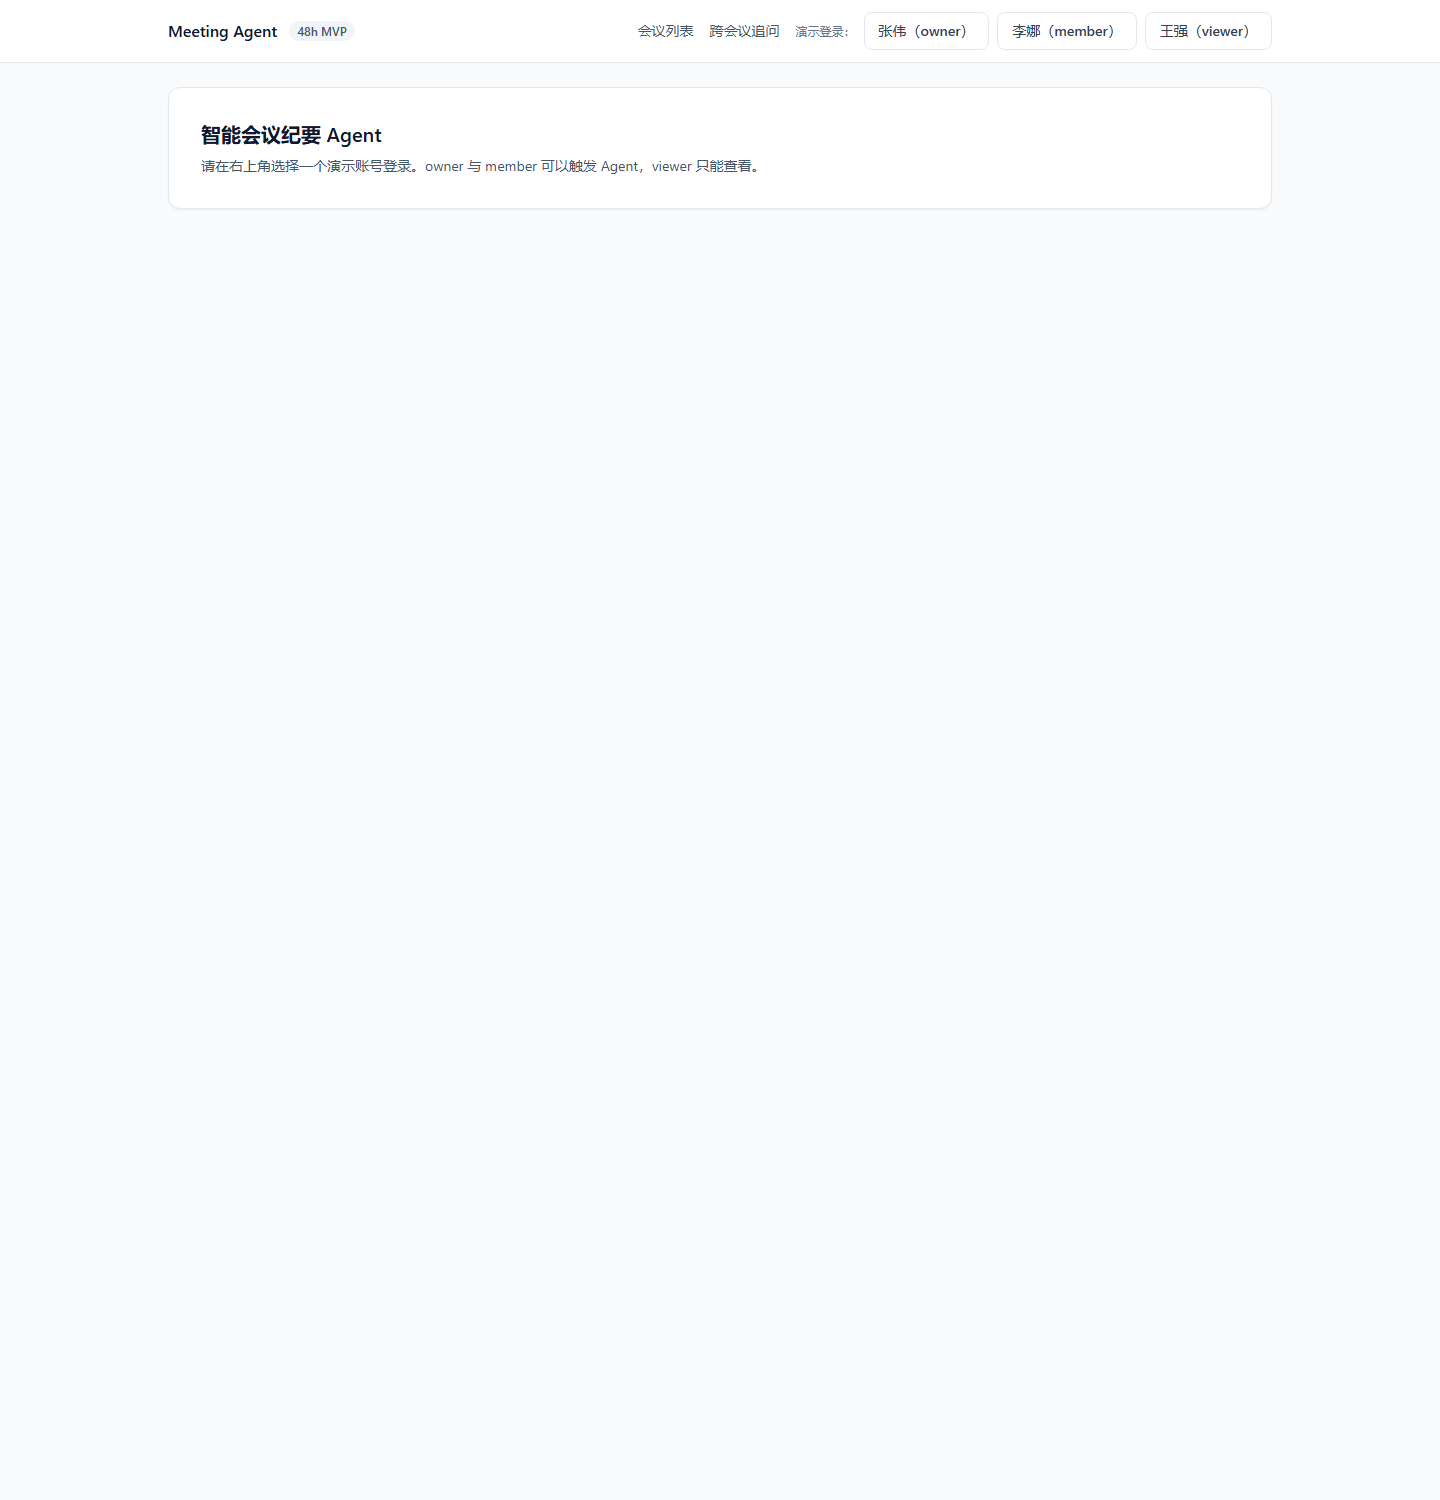 Meeting Agent 48h MVP 会议列表 跨会议追问 演示登录： 张伟（owner） 李娜（member） 王强（viewer）
智能会议纪要 Agent
请在右上角选择一个演示账号登录。owner 与 member 可以触发 Agent，viewer 只能查看。